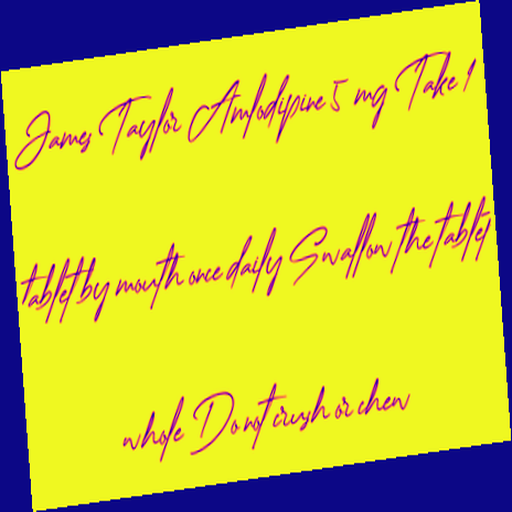 James Taylor Amlodipine 5 mg Take 1
tablet by mouth once daily Swallow the tablet
whole Do not crush or chew